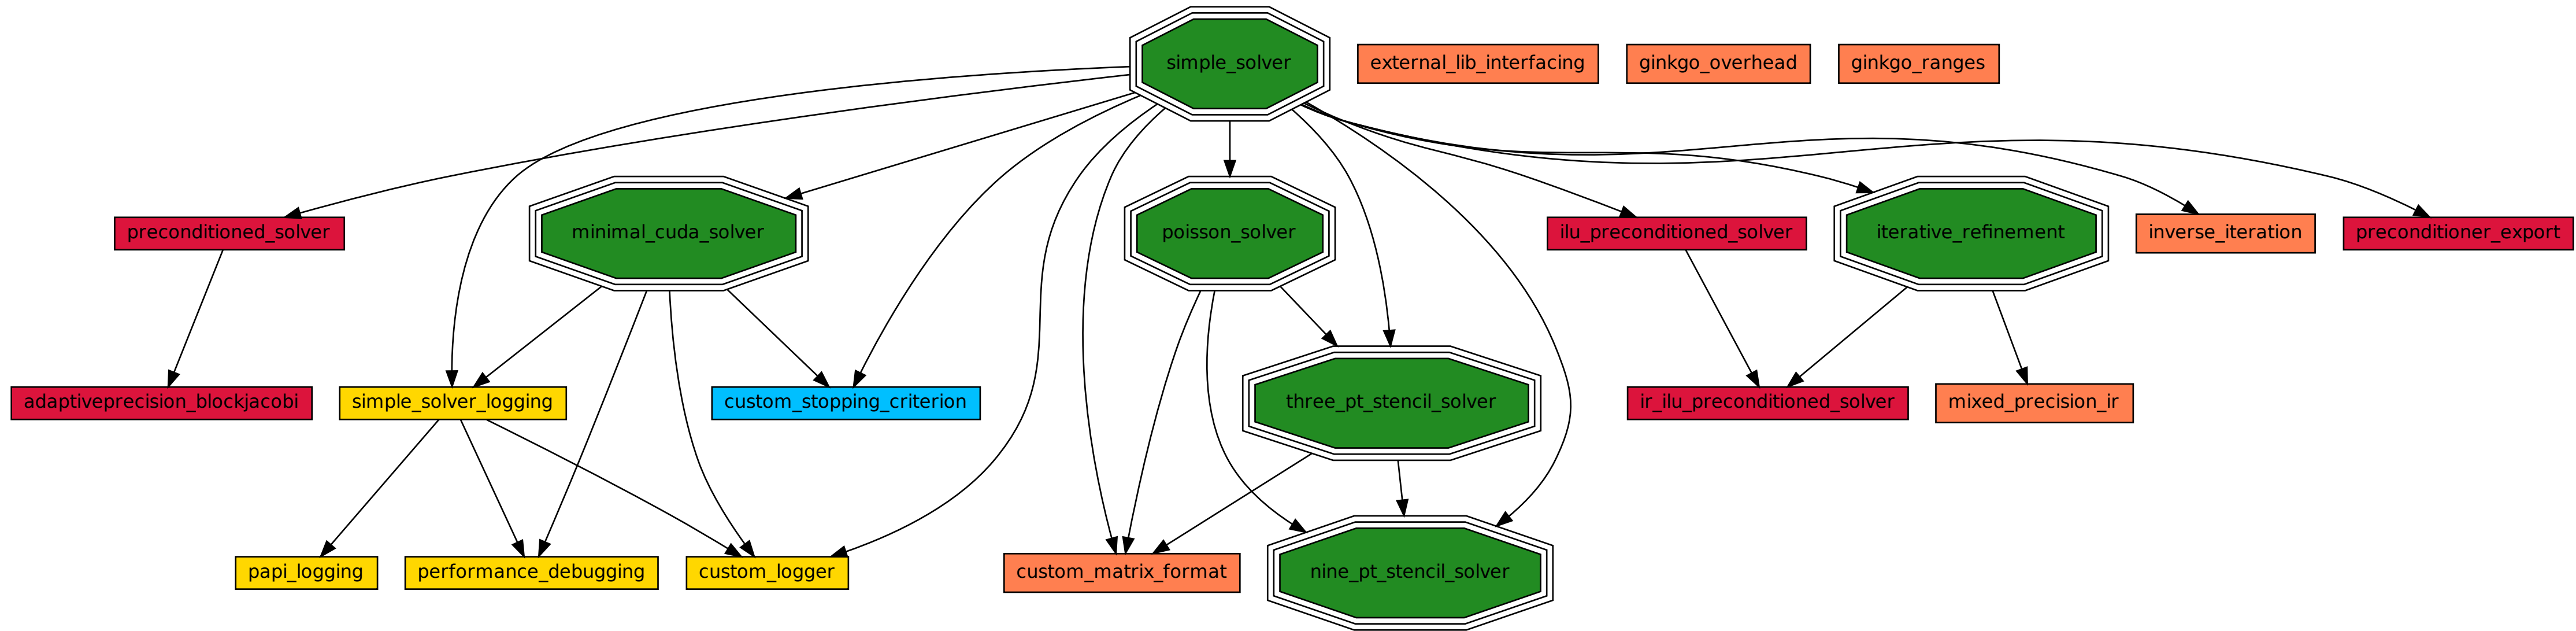 simple_solver
external_lib_interfacing
ginkgo_overhead
ginkgo_ranges
preconditioned_solver
minimal_cuda_solver
poisson_solver
ilu_preconditioned_solver
iterative_refinement
inverse_iteration
preconditioner_export
adaptiveprecision_blockjacobi
simple_solver_logging
custom_stopping_criterion
three_pt_stencil_solver
ir_ilu_preconditioned_solver
mixed_precision_ir
papi_logging
performance_debugging
custom_logger
custom_matrix_format
nine_pt_stencil_solver